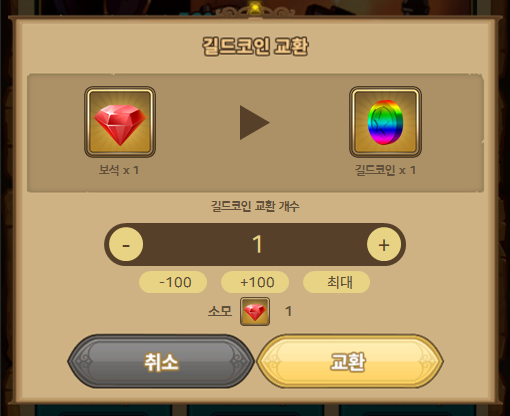 길드코인 교환
보석 x 1
길드코인 x 1
길드코인 교환 개수
- 1 +
-100 +100 최대
소모 1
취소 교환